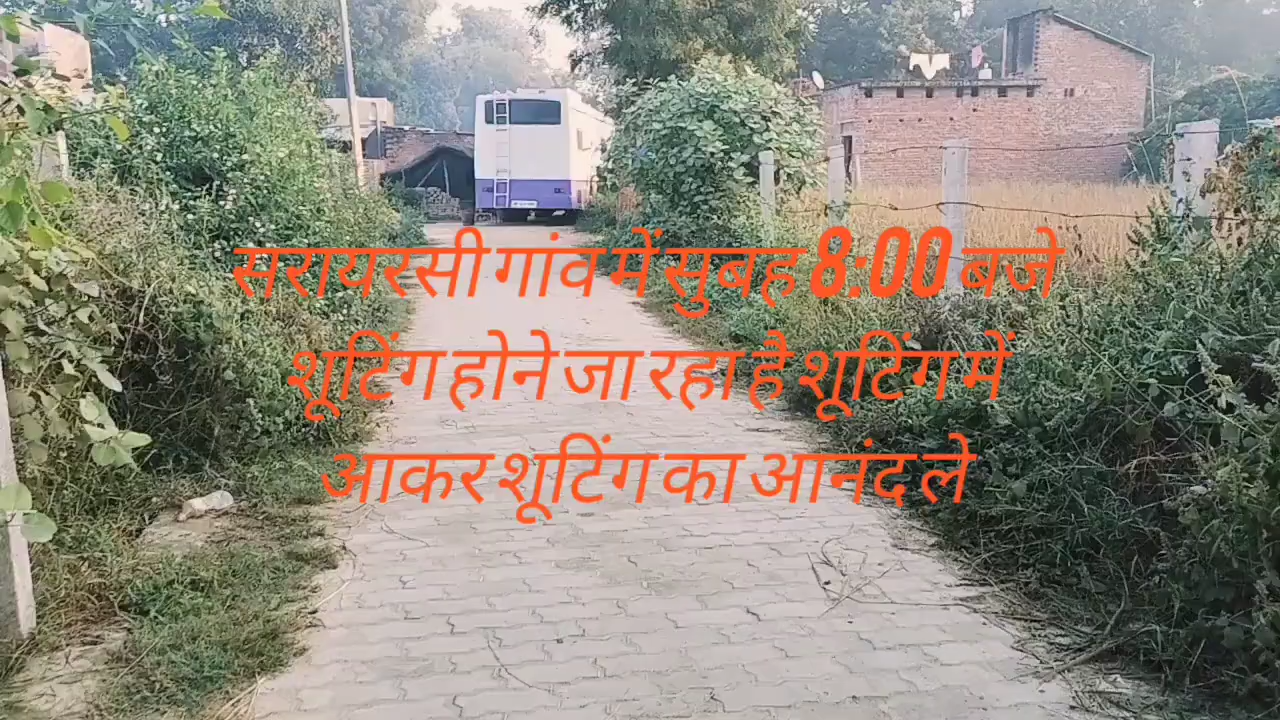 सरायरसी गांव में सुबह 8:00 बजे
शूटिंग होने जा रहा है शूटिंग में
आकर शूटिंग का आनंद ले